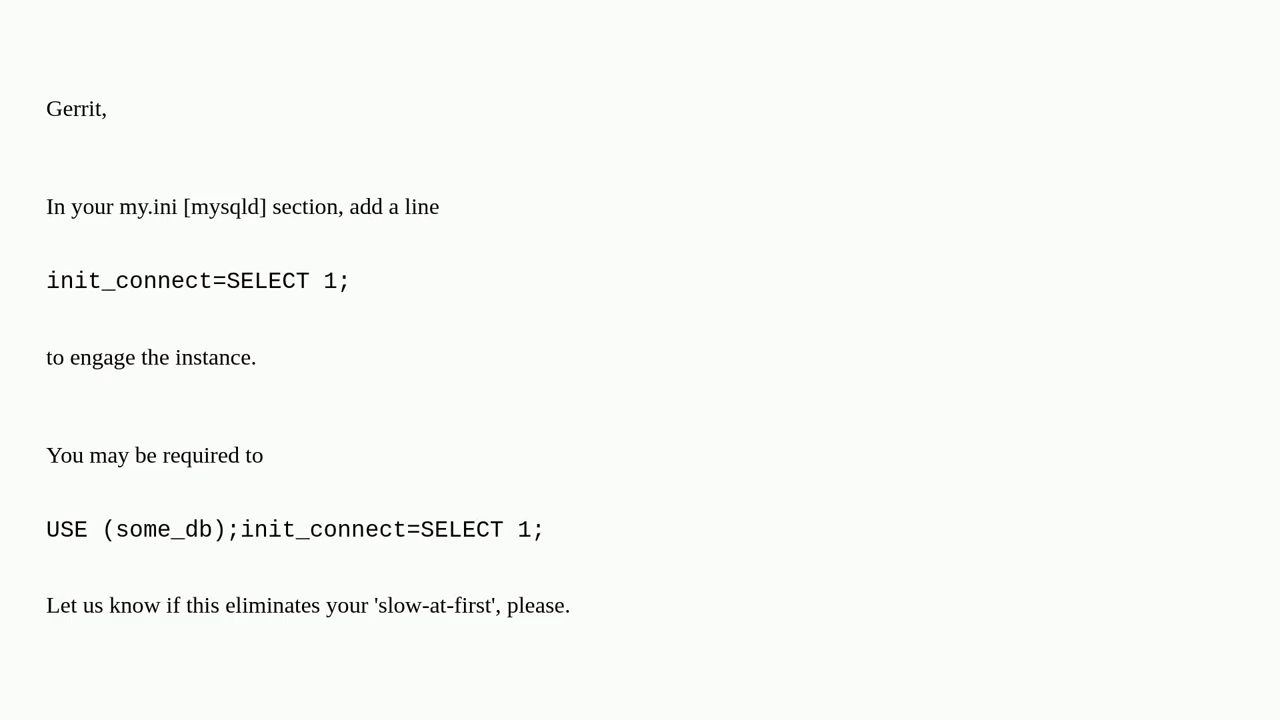 Gerrit,
In your my.ini [mysqld] section, add a line
init_connect=SELECT 1;
to engage the instance.
You may be required to
USE (some_db);init_connect=SELECT 1;
Let us know if this eliminates your 'slow-at-first', please.